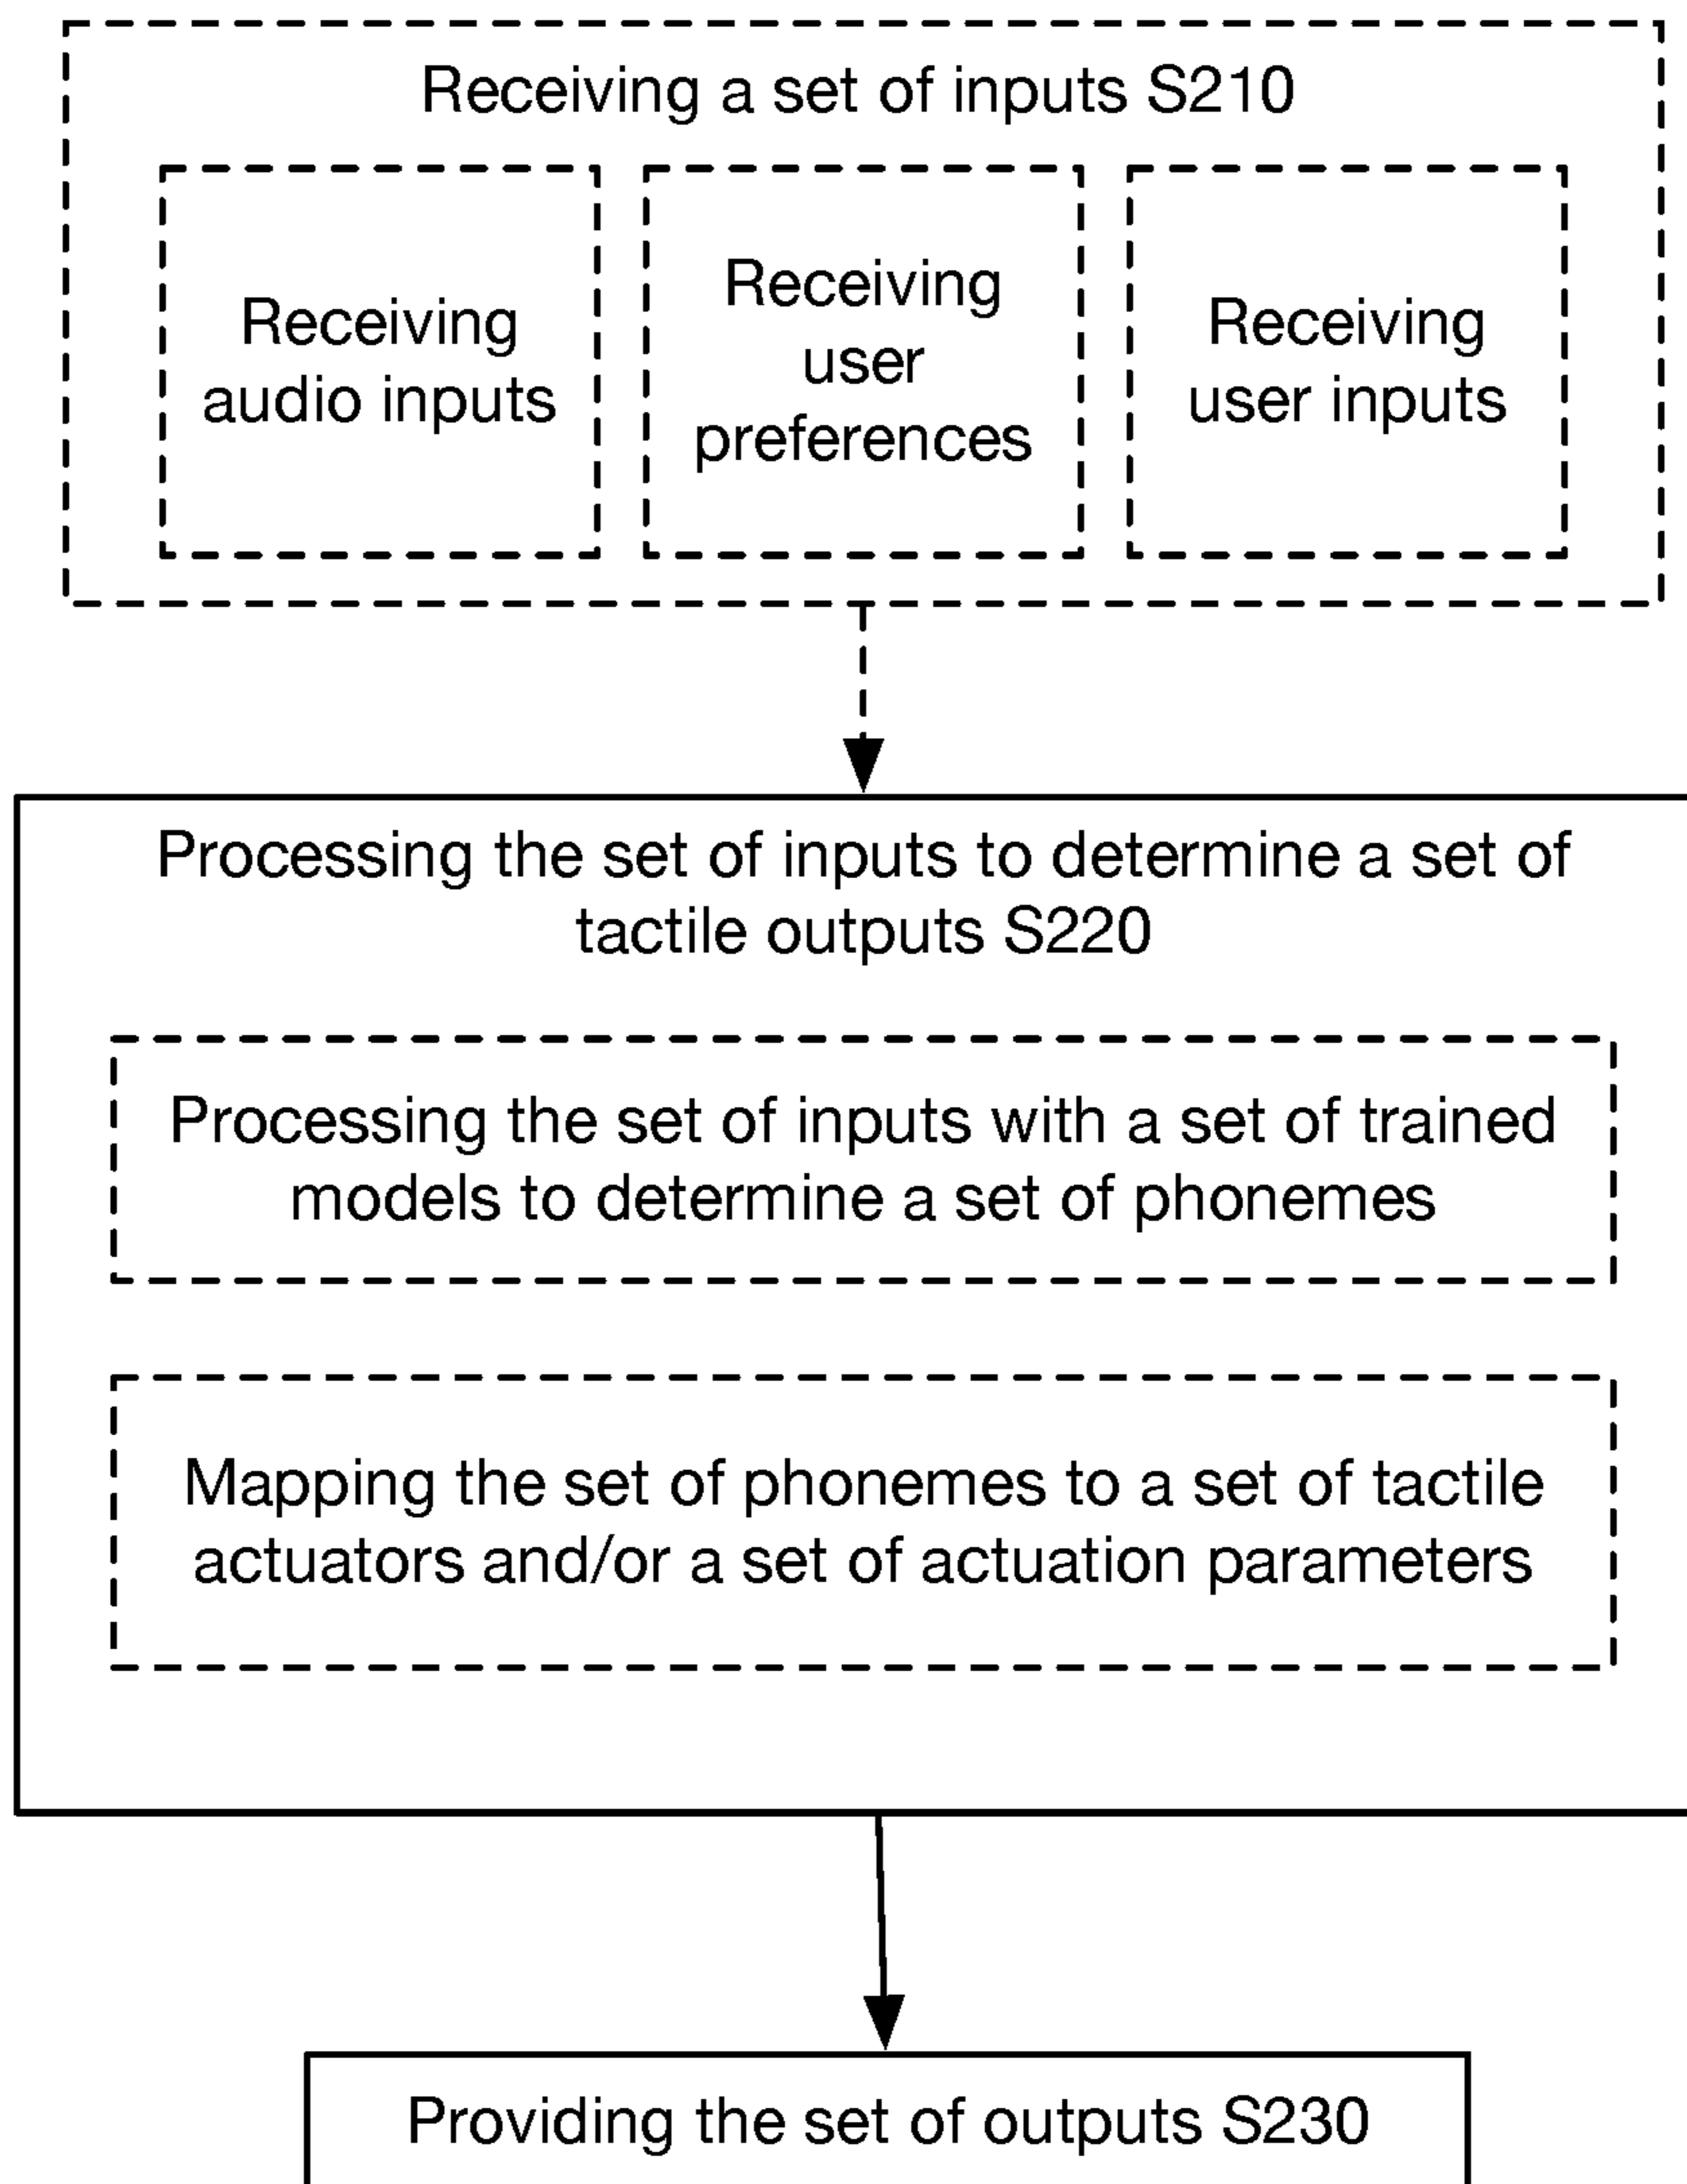 Receiving a set of inputs S210
Receiving
audio inputs
Receiving
user
preferences
Receiving
user inputs
Processing the set of inputs to determine a set of
tactile outputs S220
Processing the set of inputs with a set of trained
models to determine a set of phonemes
Mapping the set of phonemes to a set of tactile
actuators and/or a set of actuation parameters
Providing the set of outputs S230